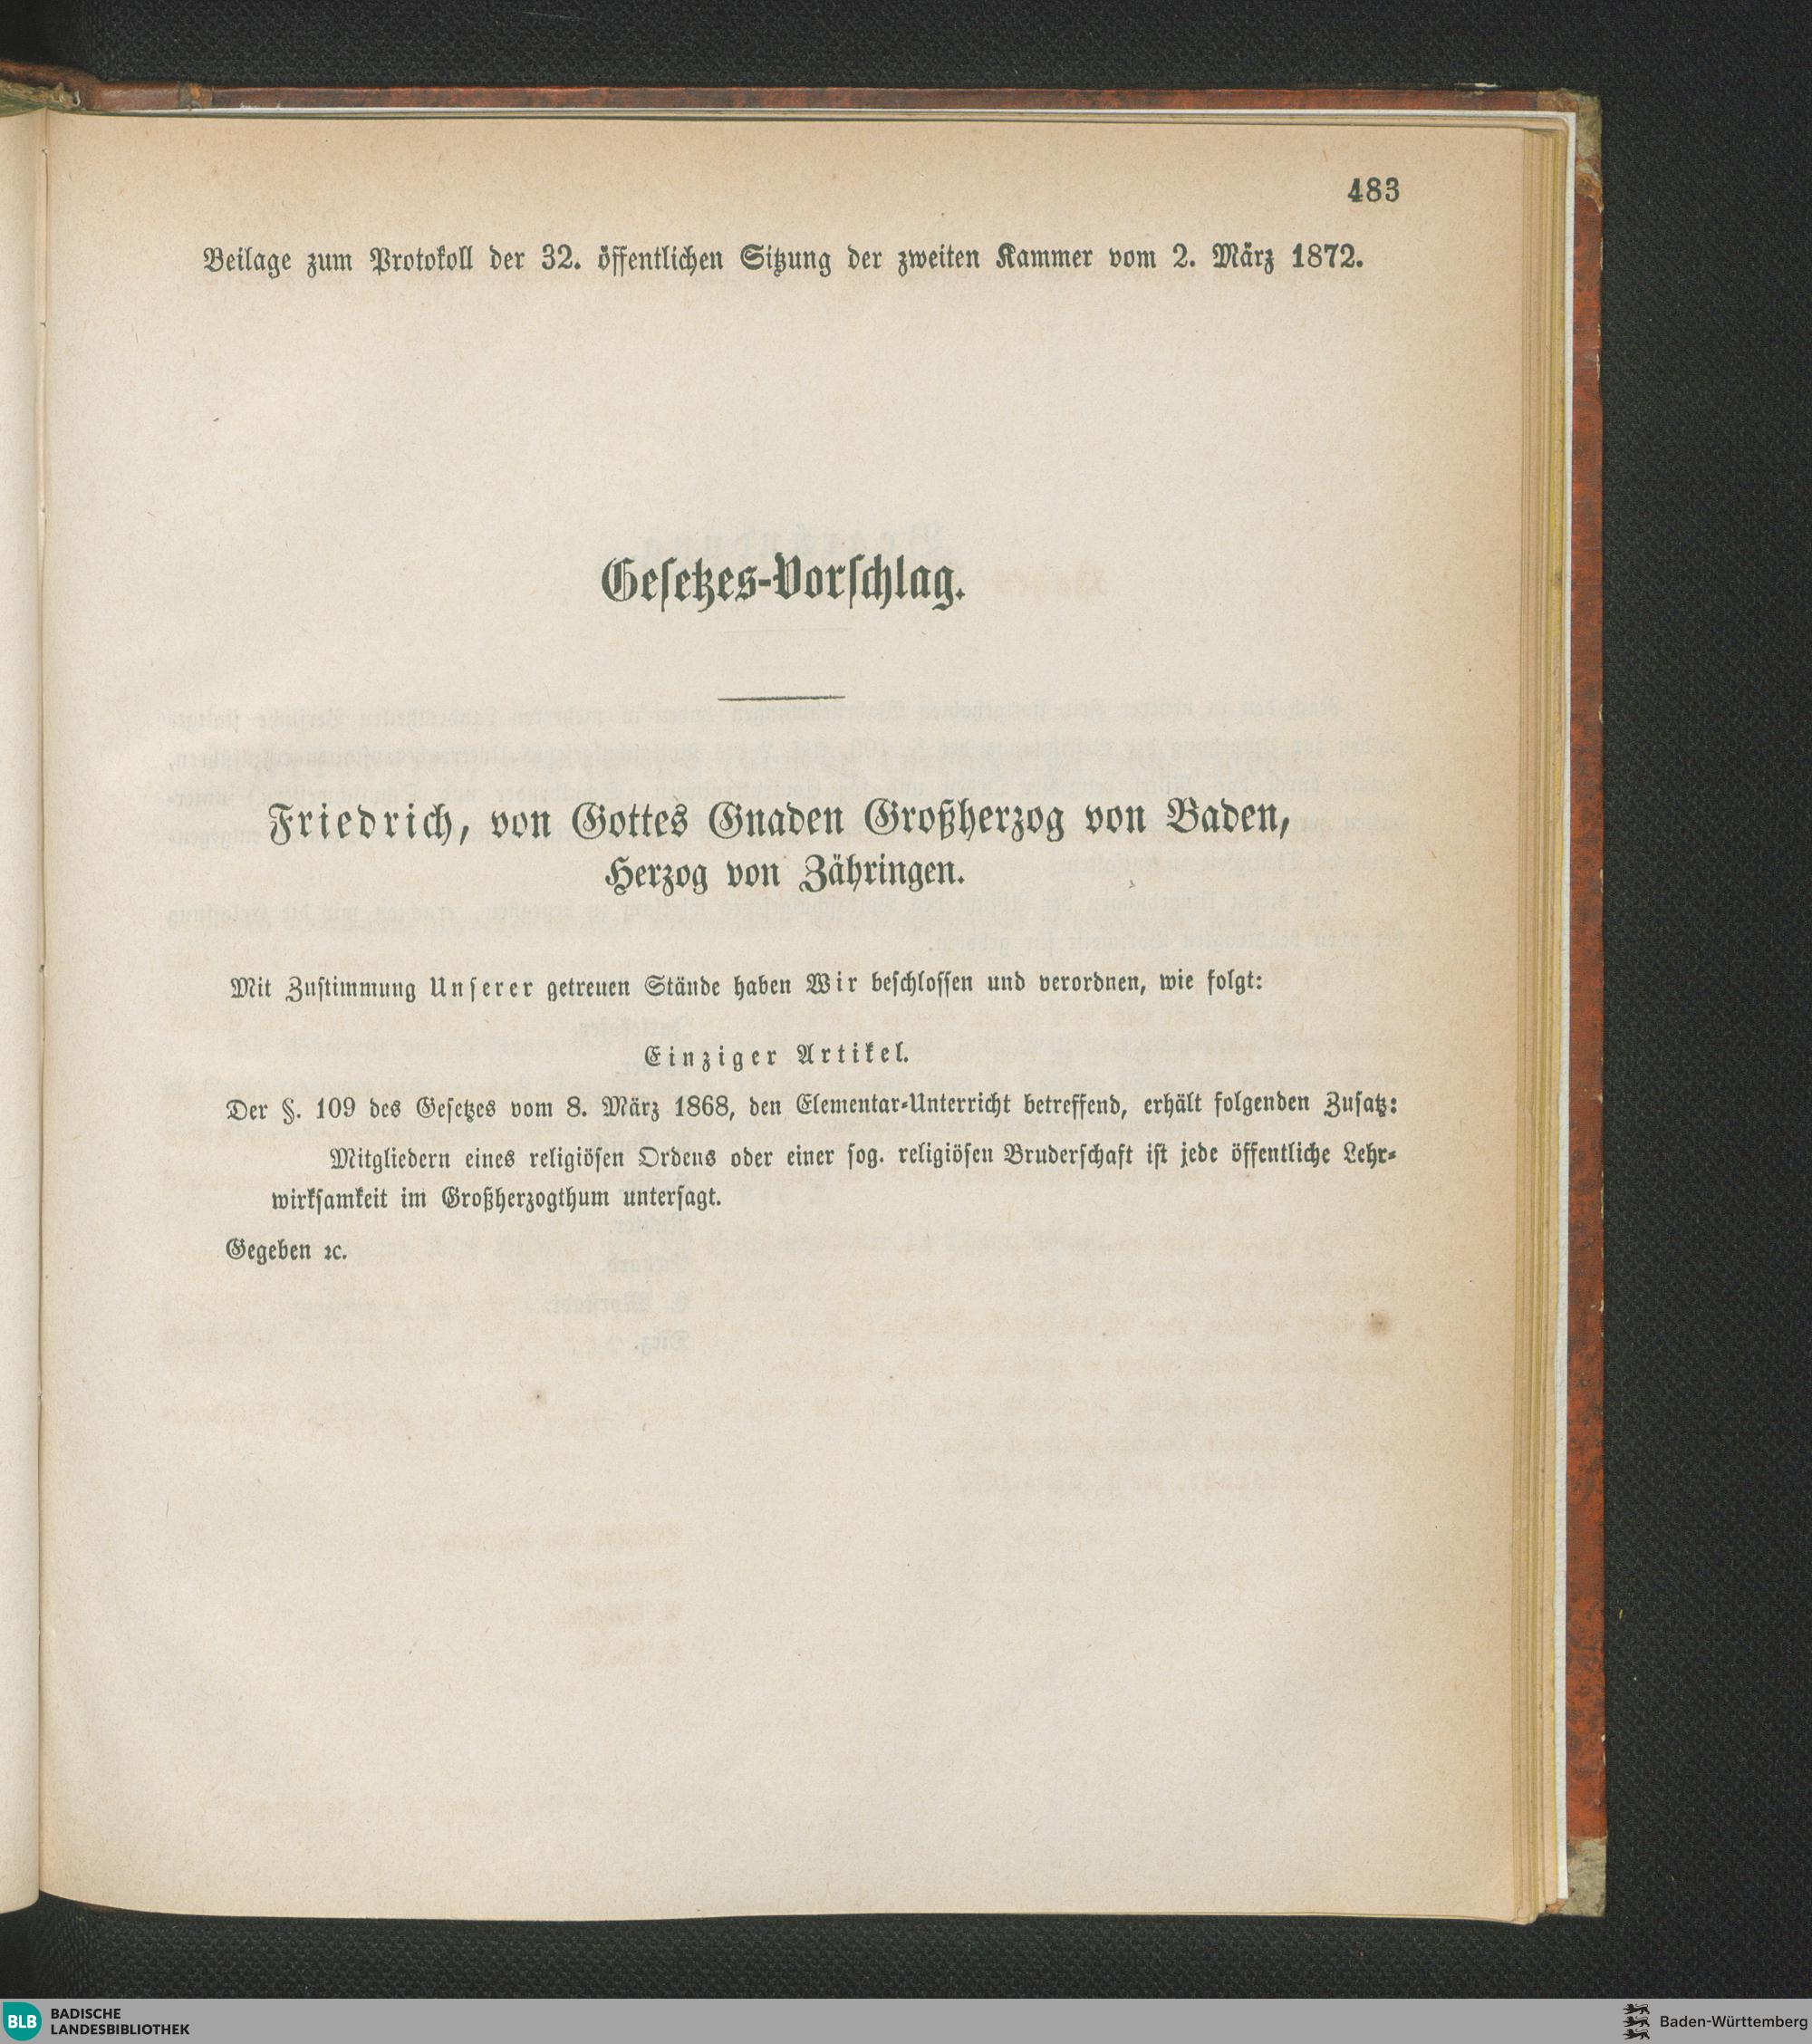 483
Beilage zum Protokoll der 32. öffentlichen Sitzung der zweiten Kammer vom 2. März 1872.
Gesetzes-Vorschlag.
Friedrich, von Gottes Gnaden Großherzog von Baden,
Herzog von Zähringen.
Mit Zustimmung Unserer getreuen Stände haben Wir beschlossen und verordnen, wie folgt:
Einziger Artikel.
Der §. 109 des Gesetzes vom 8. März 1868, den Elementar-Unterricht betreffend, erhält folgenden Zusatz:
Mitgliedern eines religiösen Ordens oder einer sog. religiösen Bruderschaft ist jede öffentliche Lehr-
wirksamkeit im Großherzogthum untersagt.
Gegeben ꝛc.
BLB BADISCHE
LANDESBIBLIOTHEK
Baden-Württemberg